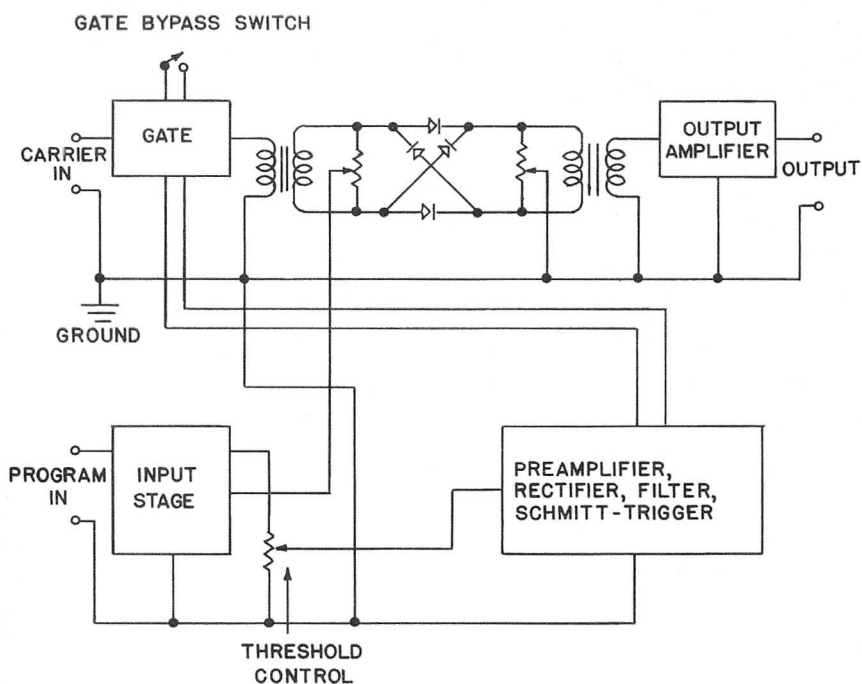 GATE BYPASS SWITCH
GATE
CARRIER
IN
OUTPUT
AMPLIFIER
OUTPUT
GROUND
PROGRAM
IN
INPUT
STAGE
PREAMPLIFIER,
RECTIFIER, FILTER,
SCHMITT-TRIGGER
THRESHOLD
CONTROL